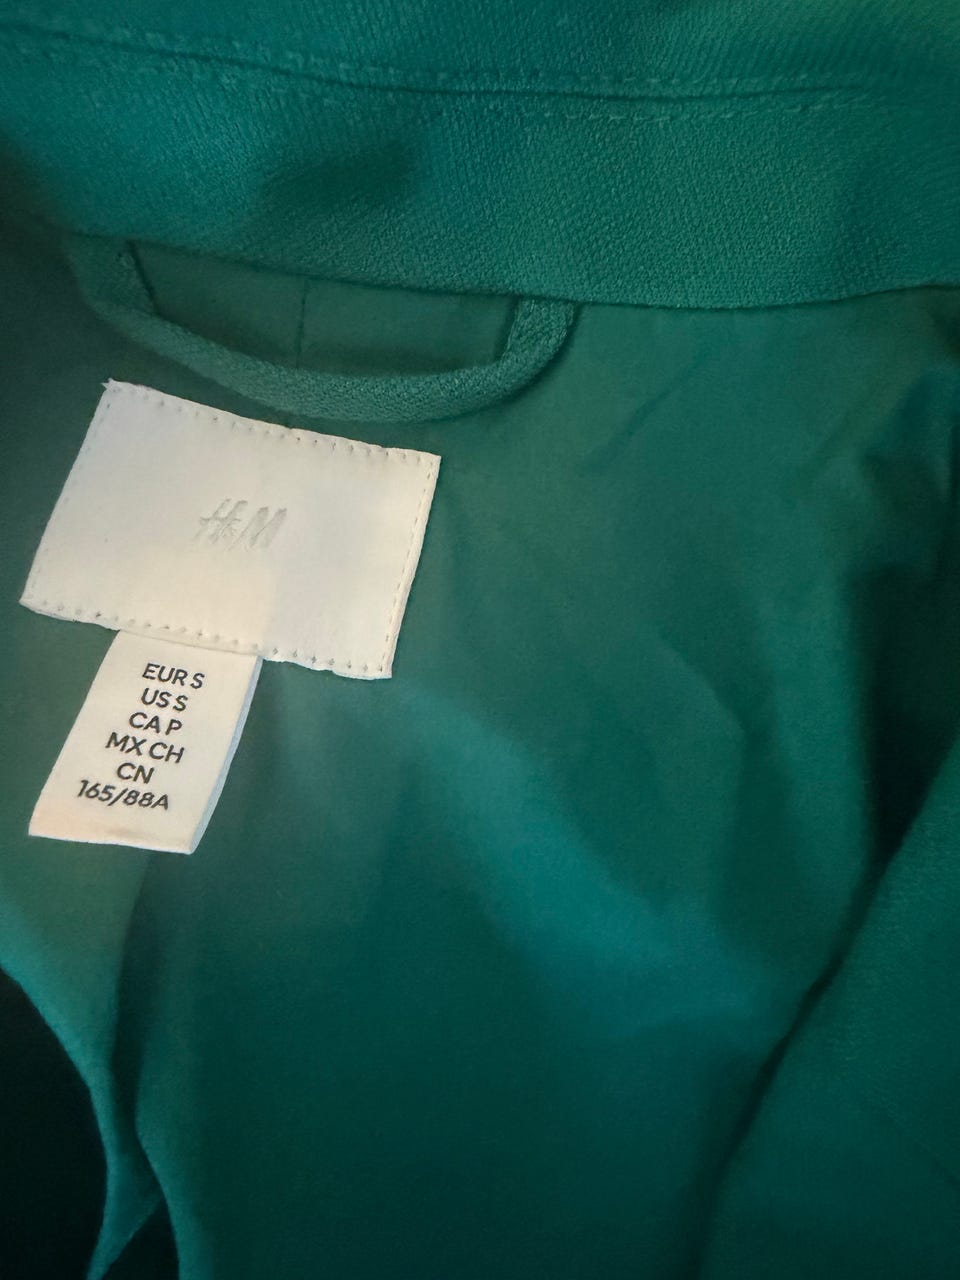 H&M
EUR S
US S
CA P
MX CH
CN
165/88A